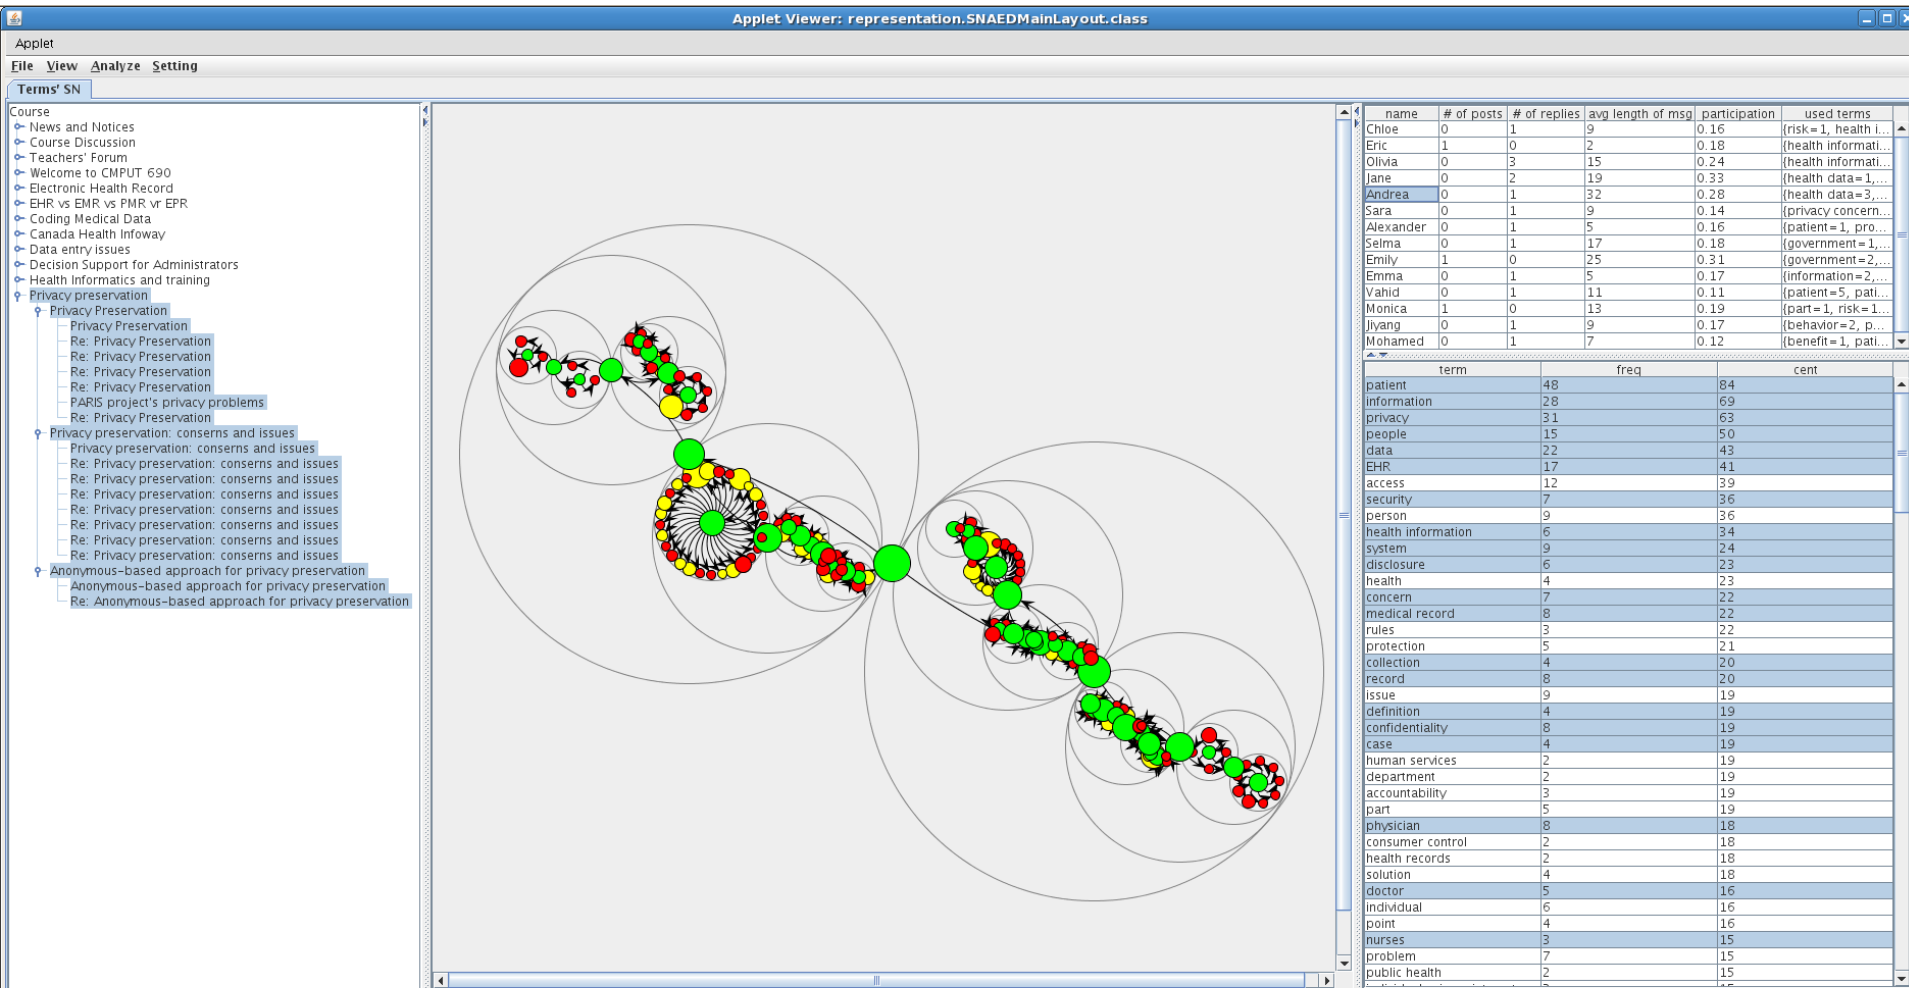 Applet Viewer: representation.SNAEDMainLayout.class
Applet
File View Analyze Setting
Terms' SN
Course
News and Notices
Course Discussion
Teachers' Forum
Welcome to CMPUT 690
Electronic Health Record
EHR vs EMR vs PMR vr EPR
Coding Medical Data
Canada Health Infoway
Data entry issues
Decision Support for Administrators
Health Informatics and training
Privacy preservation
Privacy Preservation
Privacy Preservation
Re: Privacy Preservation
Re: Privacy Preservation
Re: Privacy Preservation
Re: Privacy Preservation
PARIS project's privacy problems
Re: Privacy Preservation
Privacy preservation: conserns and issues
Privacy preservation: conserns and issues
Re: Privacy preservation: conserns and issues
Re: Privacy preservation: conserns and issues
Re: Privacy preservation: conserns and issues
Re: Privacy preservation: conserns and issues
Re: Privacy preservation: conserns and issues
Re: Privacy preservation: conserns and issues
Re: Privacy preservation: conserns and issues
Anonymous-based approach for privacy preservation
Anonymous-based approach for privacy preservation
Re: Anonymous-based approach for privacy preservation
name # of posts # of replies avg length of msg participation used terms
Chloe 0 1 9 0.16 {risk=1, health i...
Eric 1 0 2 0.18 {health informati...
Olivia 0 3 15 0.24 {health informati...
Jane 0 2 19 0.33 {health data=1,...
Andrea 0 1 32 0.28 {health data=3,...
Sara 0 1 9 0.14 {privacy concern...
Alexander 0 1 5 0.16 {patient=1, pro...
Selma 0 1 17 0.18 {government=1,...
Emily 1 0 25 0.31 {government=2,...
Emma 0 1 5 0.17 {information=2,...
Vahid 0 1 11 0.11 {patient=5, pati...
Monica 1 0 13 0.19 {part=1, risk=1...
Jiyang 0 1 9 0.17 {behavior=2, p...
Mohamed 0 1 7 0.12 {benefit=1, pati...
term freq cent
patient 48 84
information 28 69
privacy 31 63
people 15 50
data 22 43
EHR 17 41
access 12 39
security 7 36
person 9 36
health information 6 34
system 9 24
disclosure 6 23
health 4 23
concern 7 22
medical record 8 22
rules 3 22
protection 5 21
collection 4 20
record 8 20
issue 9 19
definition 4 19
confidentiality 8 19
case 4 19
human services 2 19
department 2 19
accountability 3 19
part 5 19
physician 8 18
consumer control 2 18
health records 2 18
solution 4 18
doctor 5 16
individual 6 16
point 4 16
nurses 3 15
problem 7 15
public health 2 15